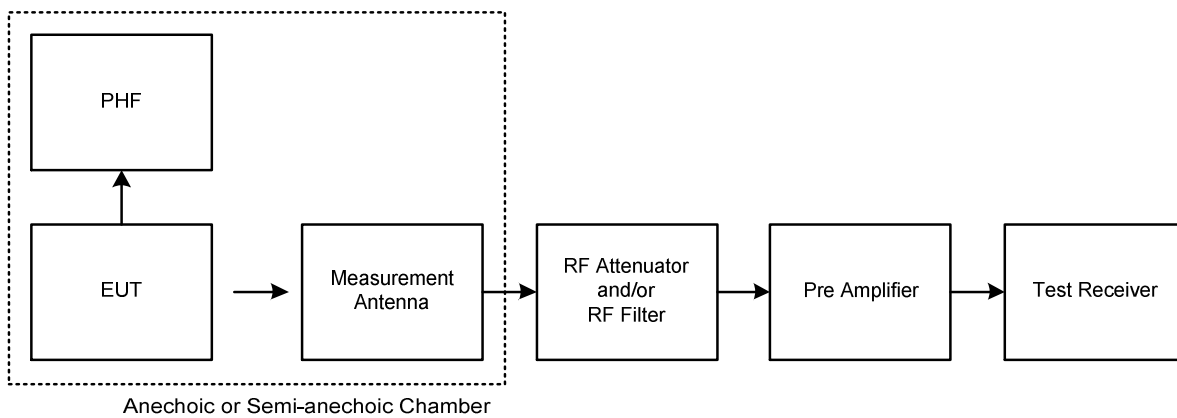 PHF
EUT
Measurement
Antenna
RF Attenuator
and/or
RF Filter
Pre Amplifier
Test Receiver
Anechoic or Semi-anechoic Chamber